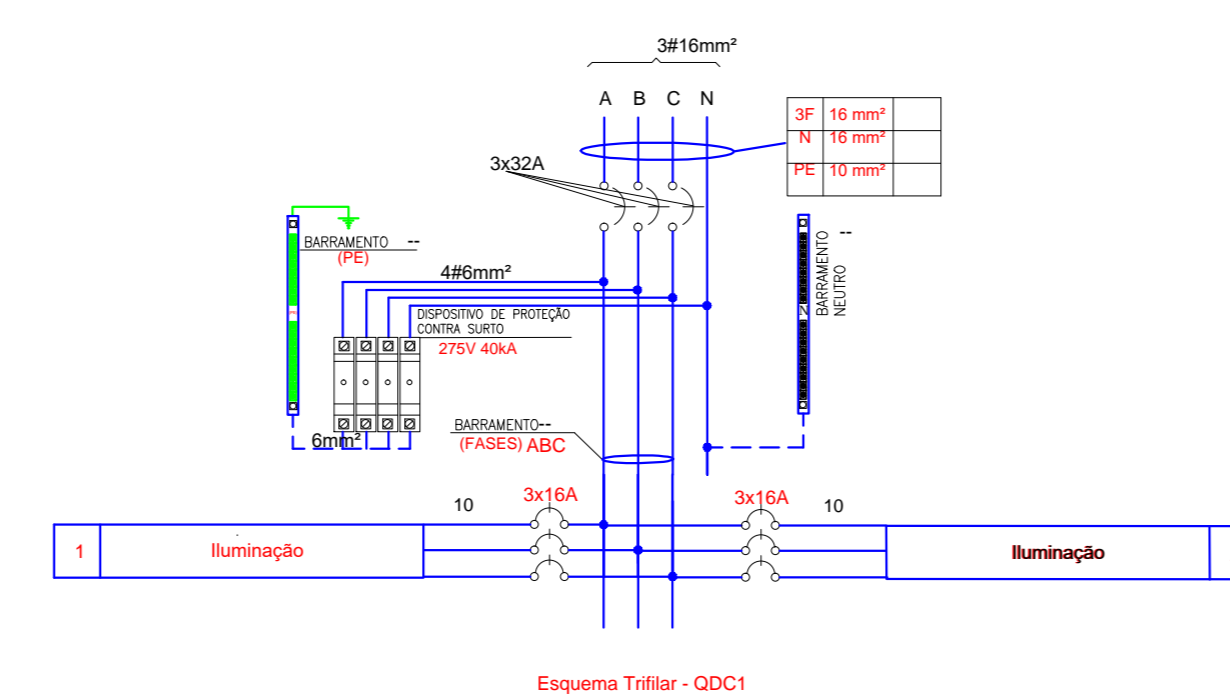 3#16mm²
A B C N
3F 16 mm²
N 16 mm²
PE 10 mm²
3x32A
BARRAMENTO --
(PE)
4#6mm²
DISPOSITIVO DE PROTEÇÃO
CONTRA SURTO
275V 40kA
BARRAMENTO --
NEUTRO
N
6mm²
BARRAMENTO--
(FASES) ABC
10
3x16A
3x16A
10
1
Iluminação
Iluminação
Esquema Trifilar - QDC1